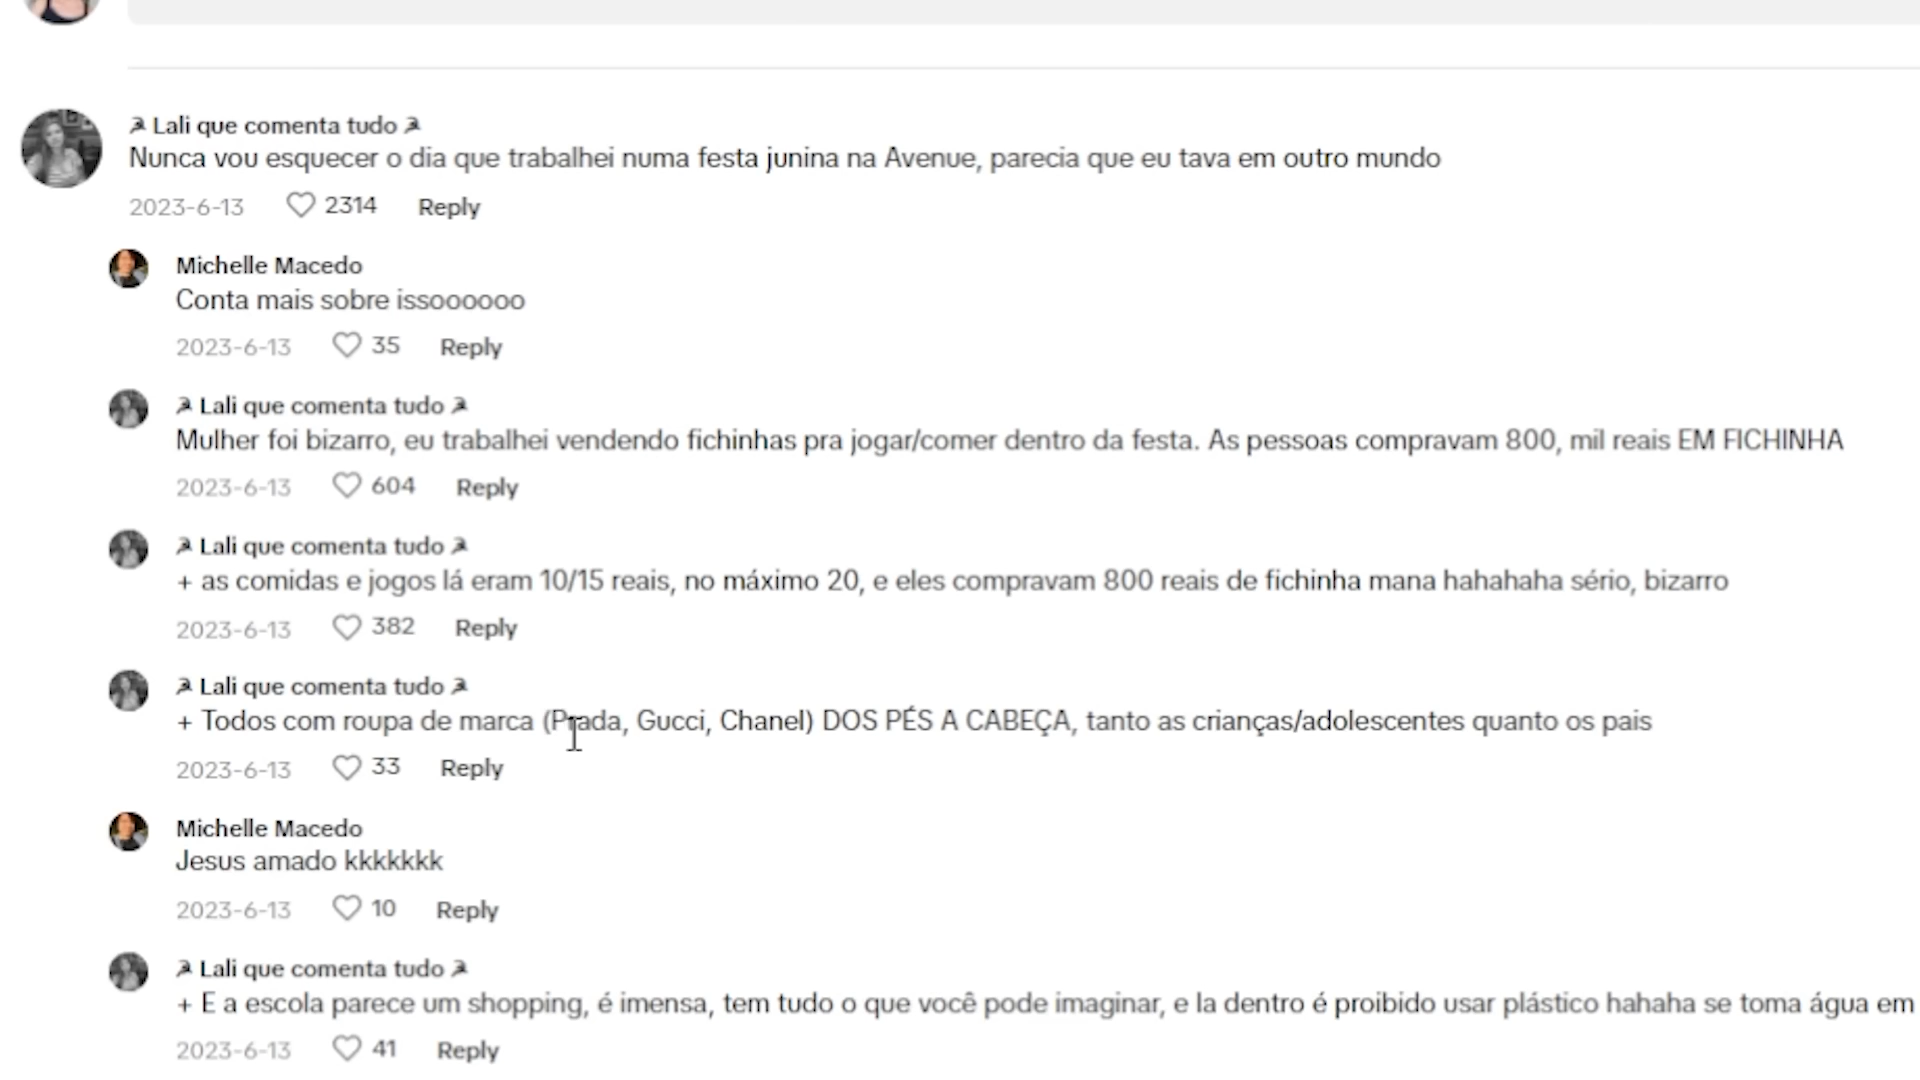 ☭ Lali que comenta tudo ☭
Nunca vou esquecer o dia que trabalhei numa festa junina na Avenue, parecia que eu tava em outro mundo
2023-6-13 2314 Reply
Michelle Macedo
Conta mais sobre issoooooo
2023-6-13 35 Reply
☭ Lali que comenta tudo ☭
Mulher foi bizarro, eu trabalhei vendendo fichinhas pra jogar/comer dentro da festa. As pessoas compravam 800, mil reais EM FICHINHA
2023-6-13 604 Reply
☭ Lali que comenta tudo ☭
+ as comidas e jogos lá eram 10/15 reais, no máximo 20, e eles compravam 800 reais de fichinha mana hahahaha sério, bizarro
2023-6-13 382 Reply
☭ Lali que comenta tudo ☭
+ Todos com roupa de marca (Prada, Gucci, Chanel) DOS PÉS A CABEÇA, tanto as crianças/adolescentes quanto os pais
2023-6-13 33 Reply
Michelle Macedo
Jesus amado kkkkkkk
2023-6-13 10 Reply
☭ Lali que comenta tudo ☭
+ E a escola parece um shopping, é imensa, tem tudo o que você pode imaginar, e la dentro é proibido usar plástico hahaha se toma água em
2023-6-13 41 Reply